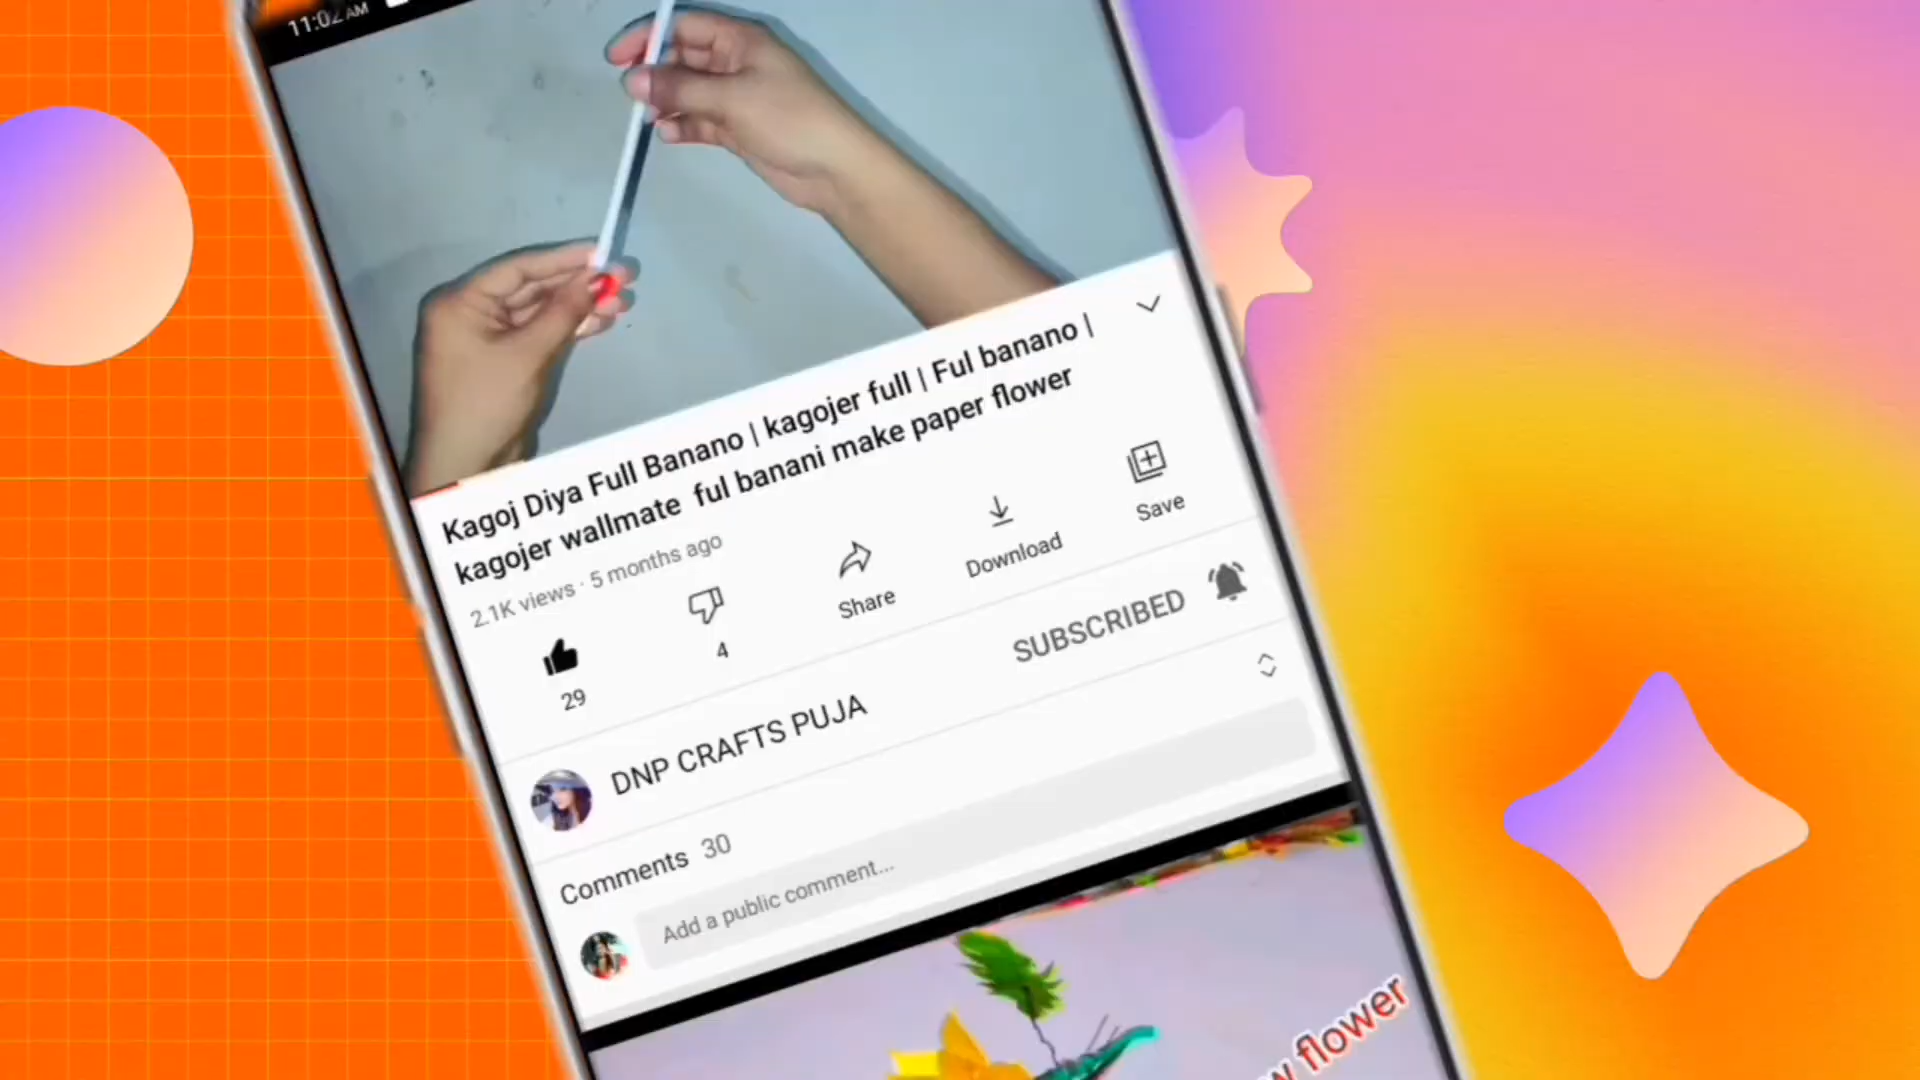 11:02 AM
Kagoj Diya Full Banano | kagojer full | Ful banano |
kagojer wallmate ful banani make paper flower
2.1K views · 5 months ago
29
4
Share
Download
Save
DNP CRAFTS PUJA
SUBSCRIBED
Comments 30
Add a public comment...
flower